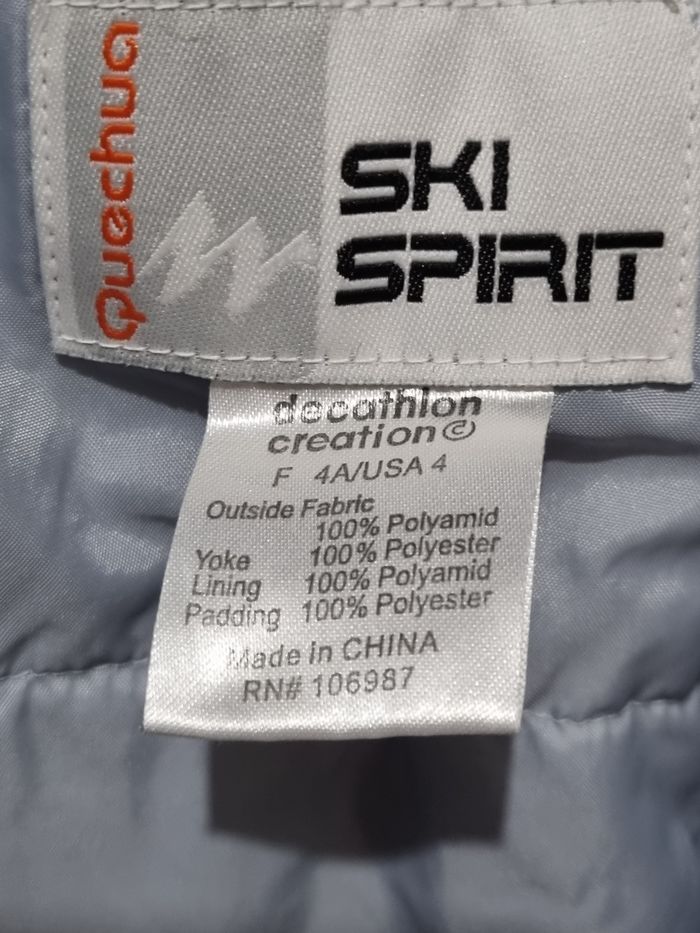 Quechua
SKI
SPIRIT
decathlon
creation©
F 4A/USA 4
Outside Fabric
100% Polyamid
Yoke 100% Polyester
Lining 100% Polyamid
Padding 100% Polyester
Made in CHINA
RN# 106987